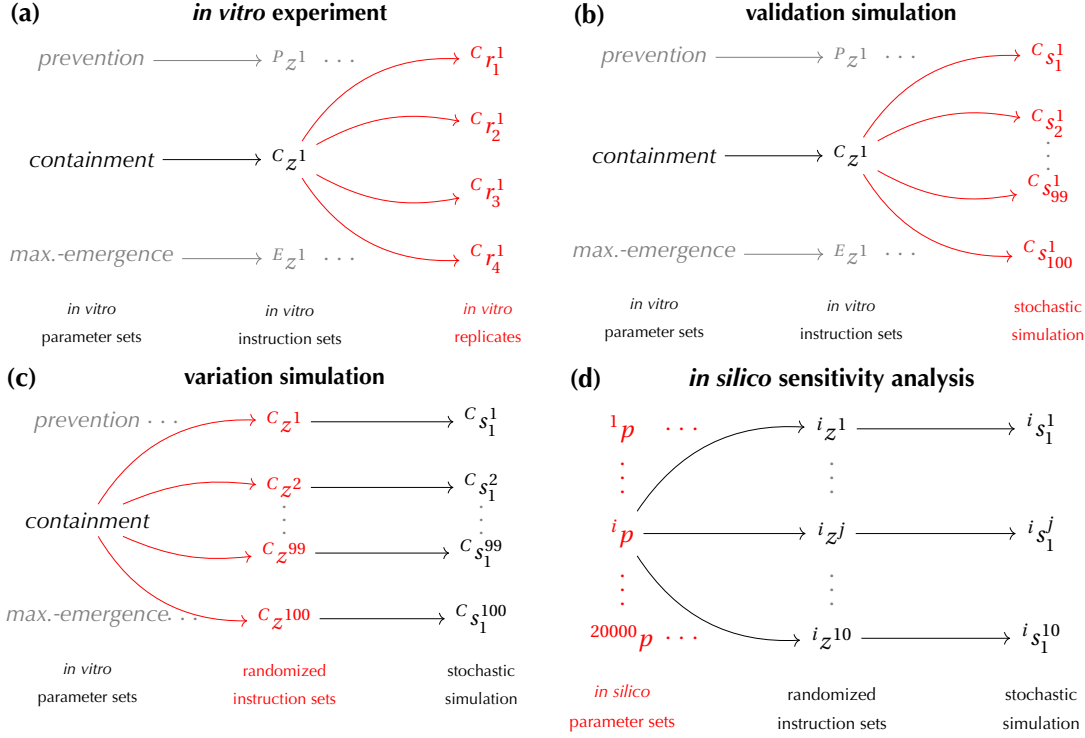 (a) in vitro experiment
prevention ᴾz¹ · · · ᶜr₁¹
ᶜr₂¹
containment ᶜz¹
ᶜr₃¹
max.-emergence ᴱz¹ · · · ᶜr₄¹
in vitro in vitro in vitro
parameter sets instruction sets replicates
(b) validation simulation
prevention ᴾz¹ · · · ᶜs₁¹
ᶜs₂¹
containment ᶜz¹
ᶜs₉₉¹
max.-emergence ᴱz¹ · · · ᶜs₁₀₀¹
in vitro in vitro stochastic
parameter sets instruction sets simulation
(c) variation simulation
prevention · · · ᶜz¹ ᶜs₁¹
ᶜz² ᶜs₁²
containment
ᶜz⁹⁹ ᶜs₁⁹⁹
max.-emergence · · · ᶜz¹⁰⁰ ᶜs₁¹⁰⁰
in vitro randomized stochastic
parameter sets instruction sets simulation
(d) in silico sensitivity analysis
¹p · · · ⁱz¹ ⁱs₁¹
ⁱp ⁱzʲ ⁱs₁ʲ
²⁰⁰⁰⁰p · · · ⁱz¹⁰ ⁱs₁¹⁰
in silico randomized stochastic
parameter sets instruction sets simulation